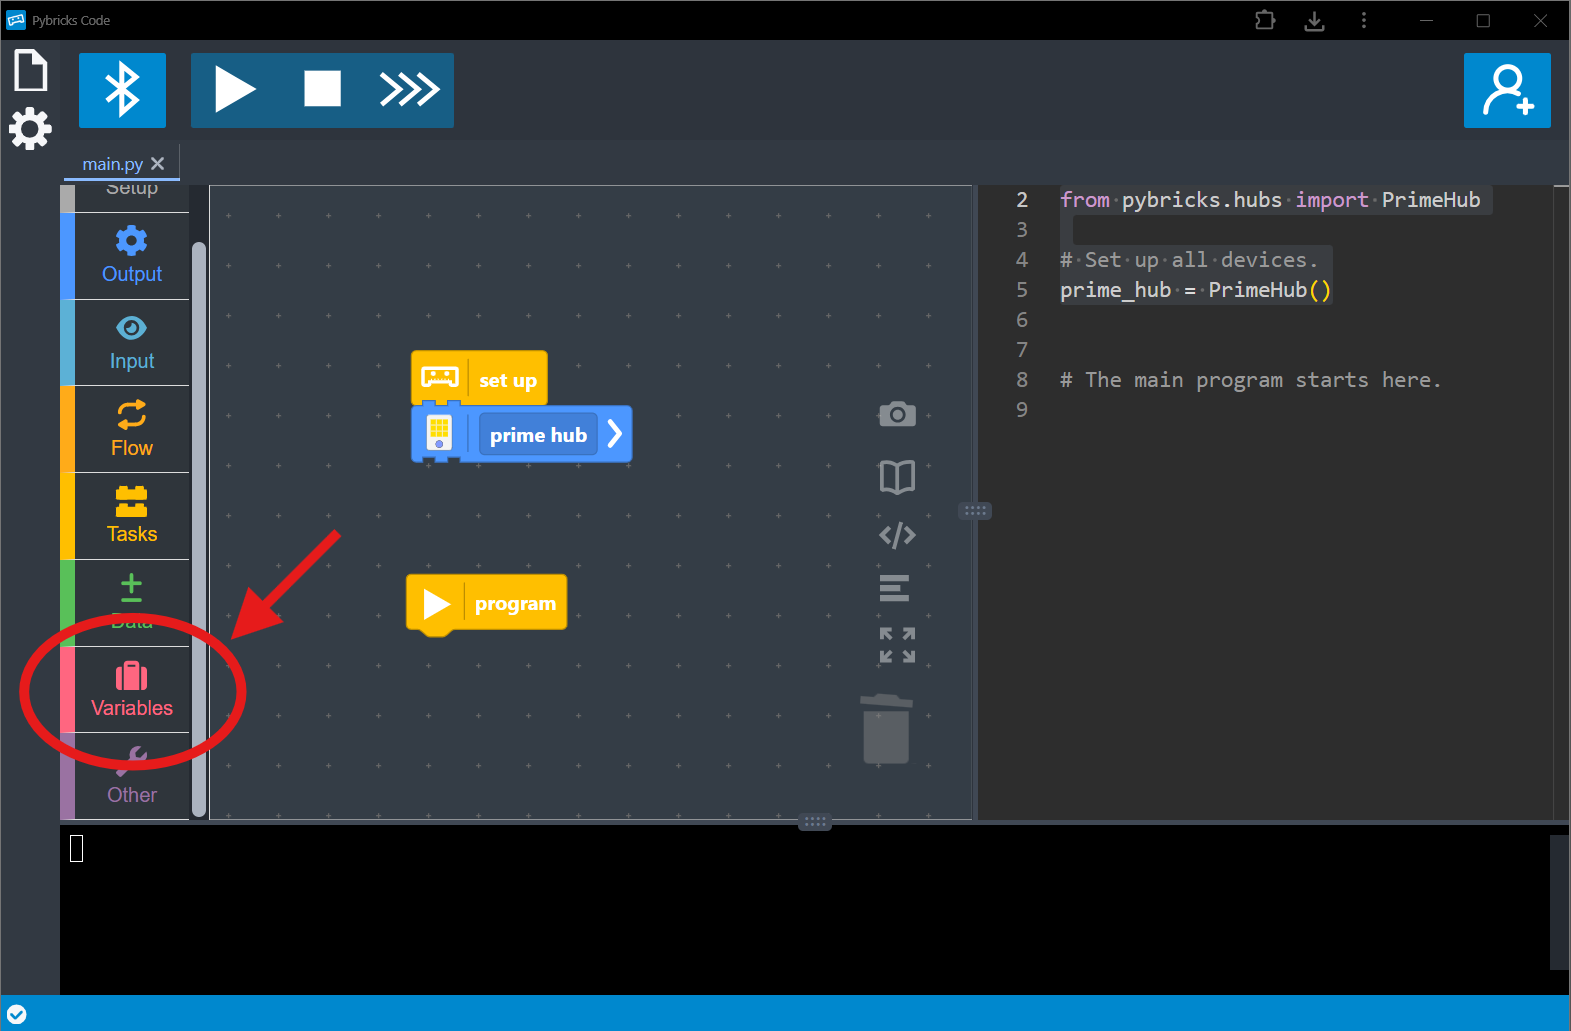 Pybricks Code
main.py
Setup
Output
Input
Flow
Tasks
Data
Variables
Other
set up
prime hub
program
2 from pybricks.hubs import PrimeHub
3
4 # Set up all devices.
5 prime_hub = PrimeHub()
6
7
8 # The main program starts here.
9